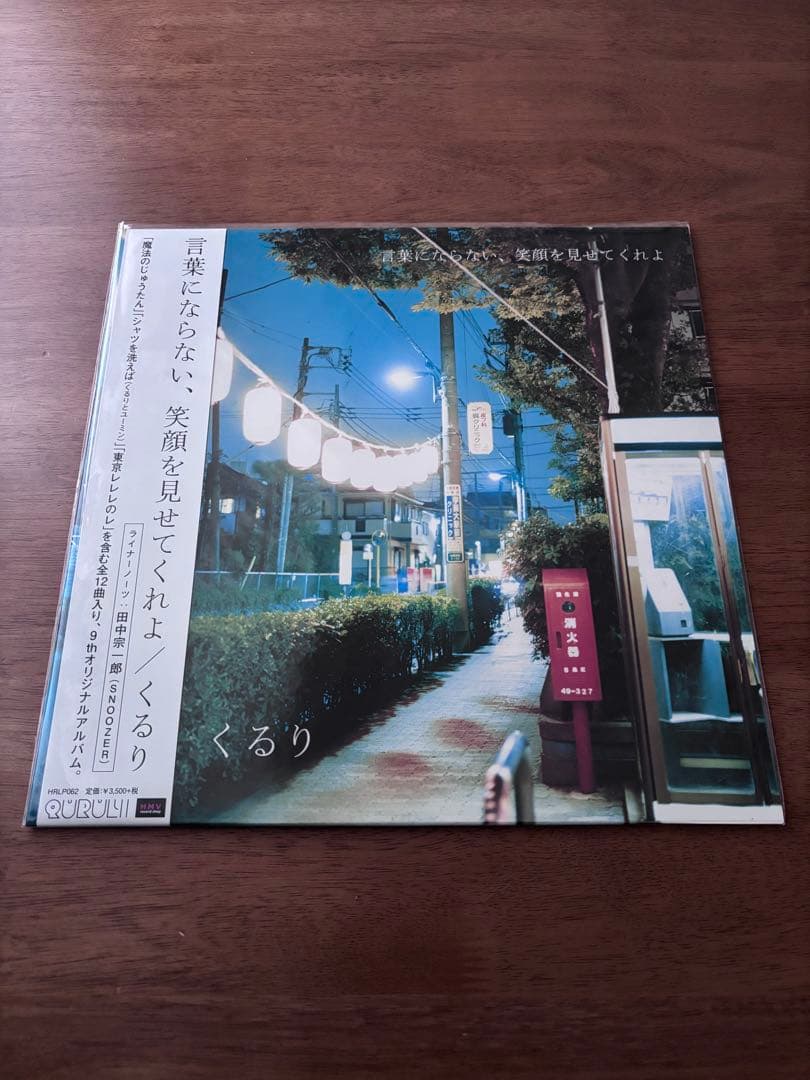 言葉にならない、笑顔を見せてくれよ/くるり
「魔法のじゅうたん」「シャツを洗えば(くるりとユーミン)」「東京レレレのレ」を含む全12曲入り、9thオリジナルアルバム。
ライナーノーツ:田中宗一郎(SNOOZER)
HRLP062 定価:¥3,500+税
QURULI
HMV
record shop
言葉にならない、笑顔を見せてくれよ
くるり
消火器
49-327